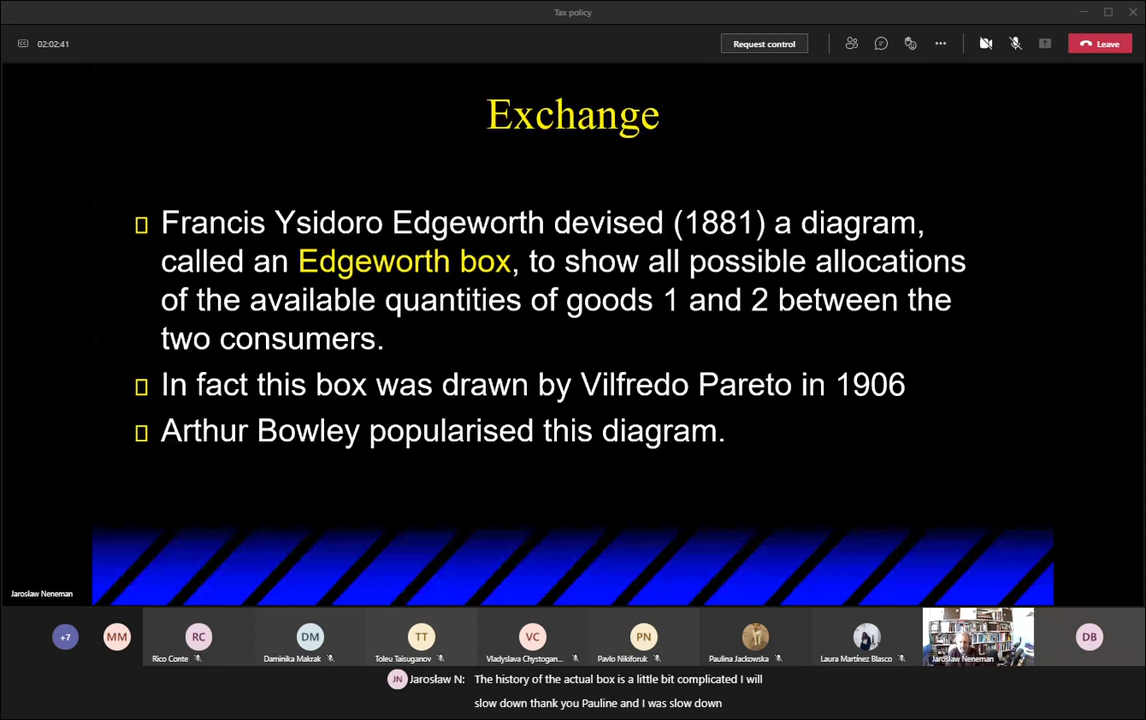 Tax policy
02:02:41
Request control
Leave
Exchange
Francis Ysidoro Edgeworth devised (1881) a diagram,
called an Edgeworth box, to show all possible allocations
of the available quantities of goods 1 and 2 between the
two consumers.
In fact this box was drawn by Vilfredo Pareto in 1906
Arthur Bowley popularised this diagram.
Jarosław Neneman
+7
MM
RC
DM
TT
VC
PN
DB
Rico Conte
Daminika Makrak
Toleu Taisuganov
Vladyslava Chystogan...
Pavlo Nikiforuk
Paulina Jackowska
Laura Martínez Blasco
Jarosław Neneman
JN Jarosław N: The history of the actual box is a little bit complicated I will
slow down thank you Pauline and I was slow down